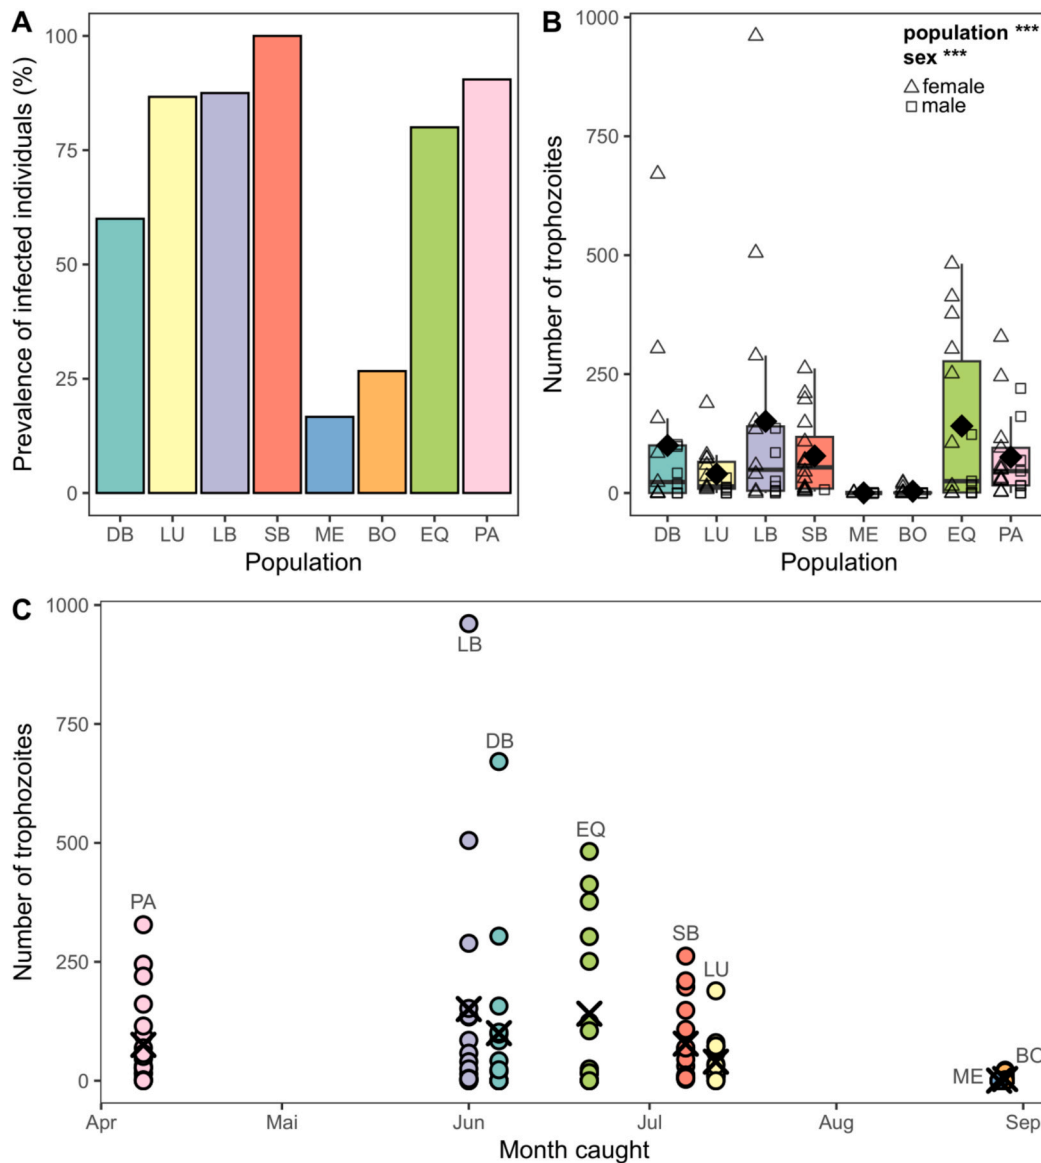 A
Prevalence of infected individuals (%)
100
75
50
25
0
DB LU LB SB ME BO EQ PA
Population
B
Number of trophozoites
1000
750
500
250
0
population ***
sex ***
female
male
DB LU LB SB ME BO EQ PA
Population
C
Number of trophozoites
1000
750
500
250
0
PA
LB
DB
EQ
SB
LU
ME
BO
Apr Mai Jun Jul Aug Sep
Month caught